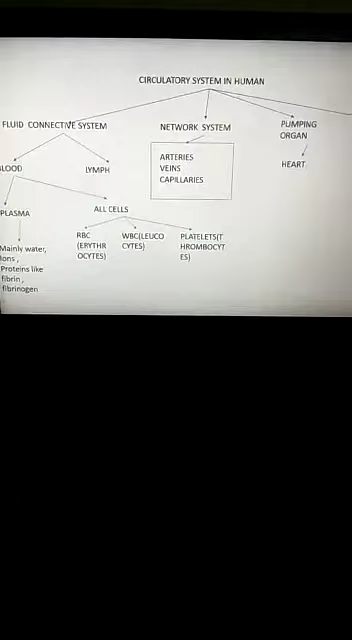 CIRCULATORY SYSTEM IN HUMAN
FLUID CONNECTIVE SYSTEM
NETWORK SYSTEM
PUMPING
ORGAN
ARTERIES
VEINS
CAPILLARIES
HEART
BLOOD
LYMPH
PLASMA
ALL CELLS
RBC
(ERYTHR
OCYTES)
WBC(LEUCO
CYTES)
PLATELETS(T
HROMBOCYT
ES)
Mainly water,
Ions ,
Proteins like
fibrin ,
fibrinogen